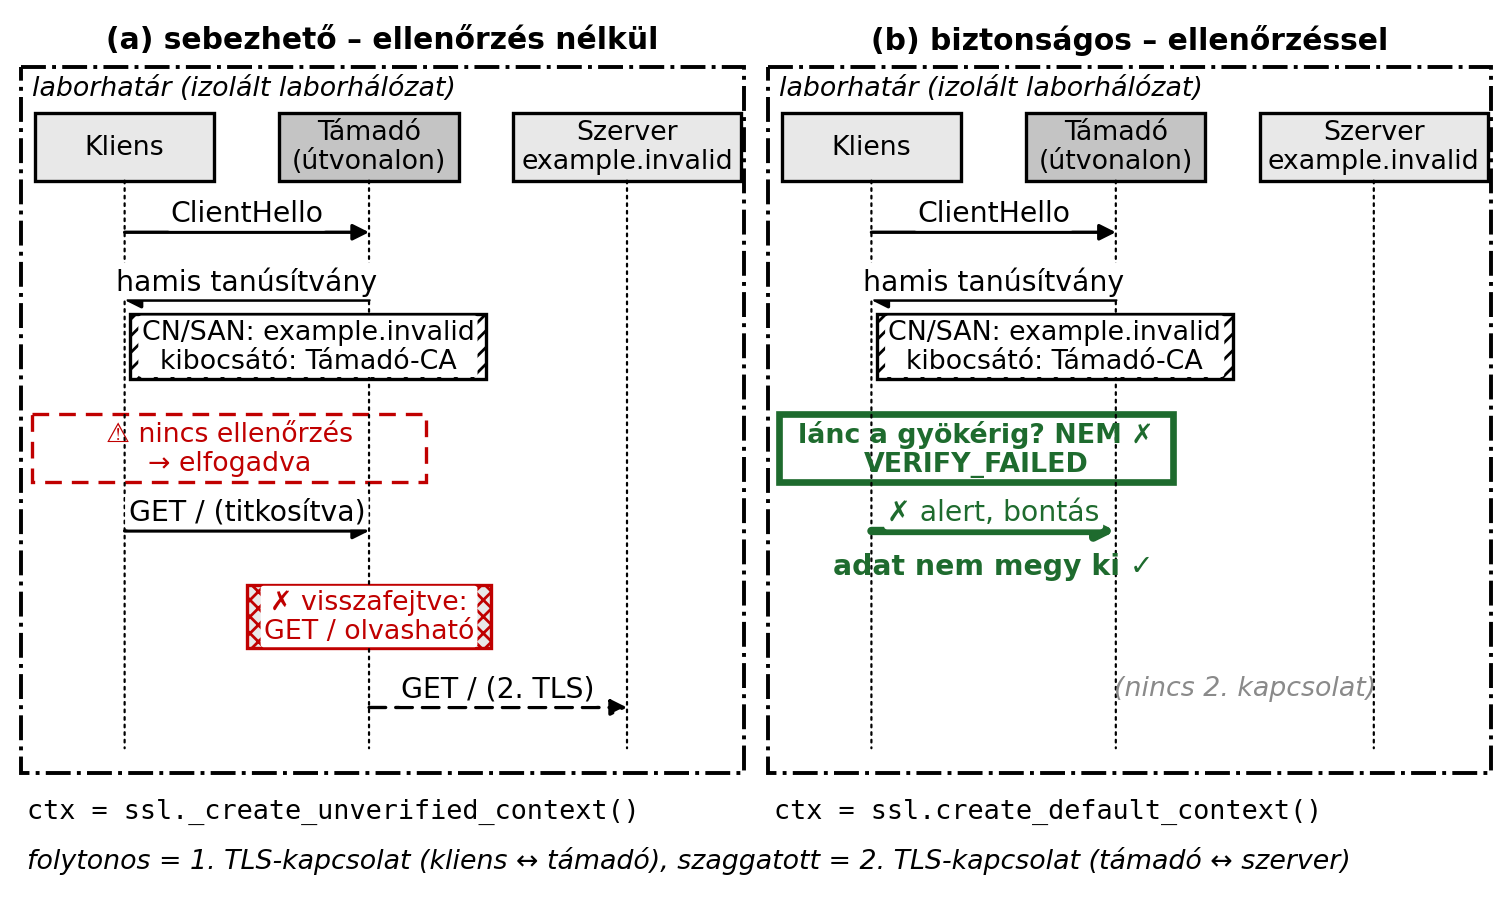 (a) sebezhető – ellenőrzés nélkül
laborhatár (izolált laborhálózat)
Kliens
Támadó
(útvonalon)
Szerver
example.invalid
ClientHello
hamis tanúsítvány
CN/SAN: example.invalid
kibocsátó: Támadó-CA
⚠ nincs ellenőrzés
→ elfogadva
GET / (titkosítva)
✗ visszafejtve:
GET / olvasható
GET / (2. TLS)
ctx = ssl._create_unverified_context()
(b) biztonságos – ellenőrzéssel
laborhatár (izolált laborhálózat)
Kliens
Támadó
(útvonalon)
Szerver
example.invalid
ClientHello
hamis tanúsítvány
CN/SAN: example.invalid
kibocsátó: Támadó-CA
lánc a gyökérig? NEM ✗
VERIFY_FAILED
✗ alert, bontás
adat nem megy ki ✓
(nincs 2. kapcsolat)
ctx = ssl.create_default_context()
folytonos = 1. TLS-kapcsolat (kliens ↔ támadó), szaggatott = 2. TLS-kapcsolat (támadó ↔ szerver)